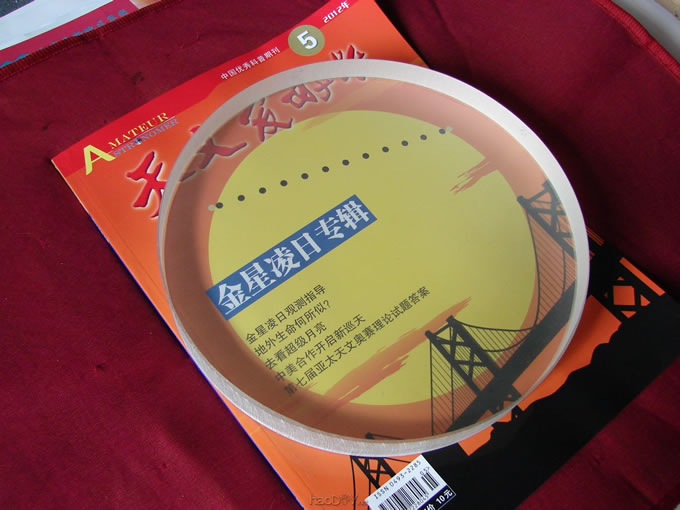 2012年
5
中国优秀科普期刊
AMATEUR
ASTRONOMER
天文爱好者
金星凌日专辑
金星凌日观测指导
地外生命何所似?
去看超级月亮
中美合作开启新巡天
第七届亚太天文奥赛理论试题答案
ISSN 0493-2285
05>
价 10元